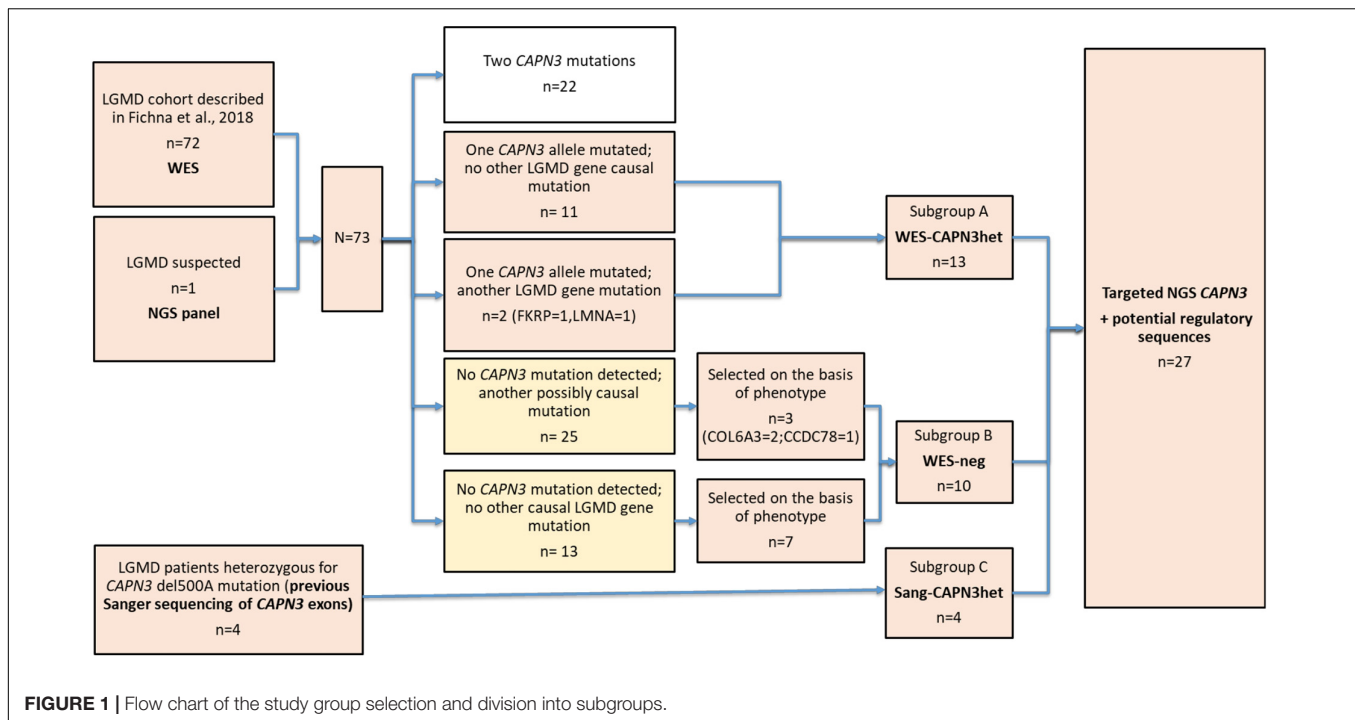 LGMD cohort described
in Fichna et al., 2018
n=72
WES
LGMD suspected
n=1
NGS panel
N=73
Two CAPN3 mutations
n=22
One CAPN3 allele mutated;
no other LGMD gene causal
mutation
n= 11
One CAPN3 allele mutated;
another LGMD gene mutation
n=2 (FKRP=1,LMNA=1)
No CAPN3 mutation detected;
another possibly causal
mutation
n= 25
No CAPN3 mutation detected;
no other causal LGMD gene
mutation
n= 13
Selected on the basis
of phenotype
n=3
(COL6A3=2;CCDC78=1)
Selected on the basis
of phenotype
n=7
Subgroup A
WES-CAPN3het
n=13
Subgroup B
WES-neg
n=10
LGMD patients heterozygous for
CAPN3 del500A mutation (previous
Sanger sequencing of CAPN3 exons)
n=4
Subgroup C
Sang-CAPN3het
n=4
Targeted NGS CAPN3
+ potential regulatory
sequences
n=27
FIGURE 1 | Flow chart of the study group selection and division into subgroups.